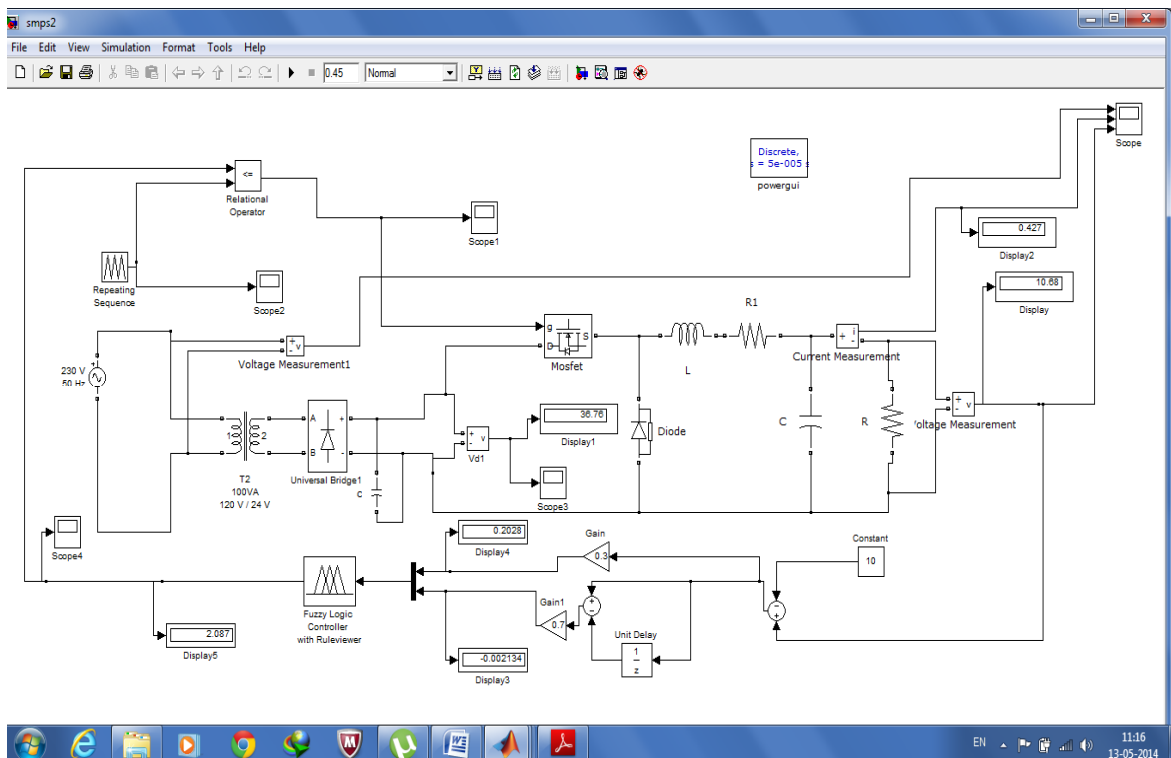 smps2
File Edit View Simulation Format Tools Help
0.45 Normal
Scope
Discrete,
s = 5e-005 s
powergui
<=
Relational
Operator
Scope1
0.427
Display2
Repeating
Sequence
Scope2
10.68
Display
R1
g
D
S
Mosfet
L
+
-
i
Current Measurement
230 V
50 Hz
+
-
v
Voltage Measurement1
1
2
T2
100VA
120 V / 24 V
A
B
+
-
Universal Bridge1
C
+
-
v
Vd1
36.76
Display1
Scope3
Diode
C
R
+
-
v
oltage Measurement
Scope4
0.2028
Display4
Gain
0.3
Constant
10
Fuzzy Logic
Controller
with Ruleviewer
Gain1
0.7
+
-
-
+
Unit Delay
1
z
2.087
Display5
-0.002134
Display3
EN
11:16
13-05-2014